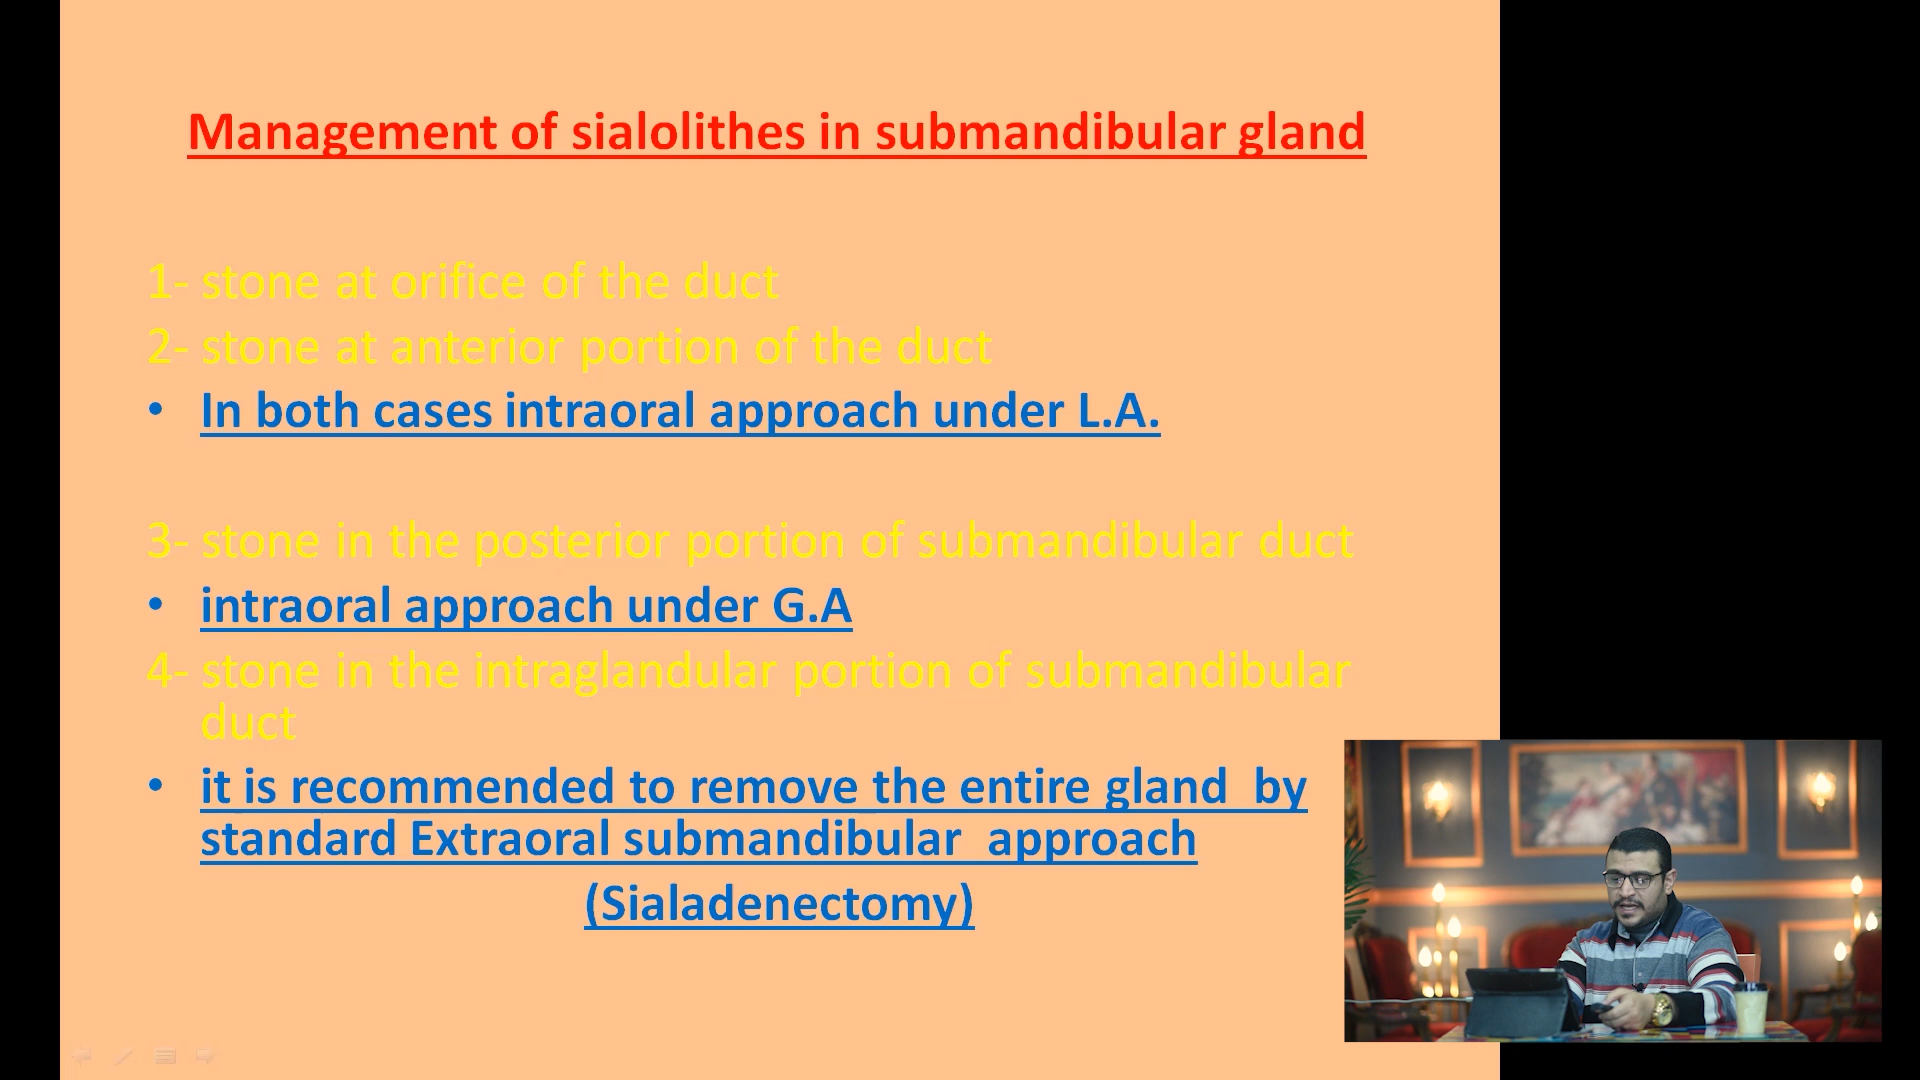 Management of sialolithes in submandibular gland
1- stone at orifice of the duct
2- stone at anterior portion of the duct
• In both cases intraoral approach under L.A.
3- stone in the posterior portion of submandibular duct
• intraoral approach under G.A
4- stone in the intraglandular portion of submandibular
duct
• it is recommended to remove the entire gland by
standard Extraoral submandibular approach
(Sialadenectomy)